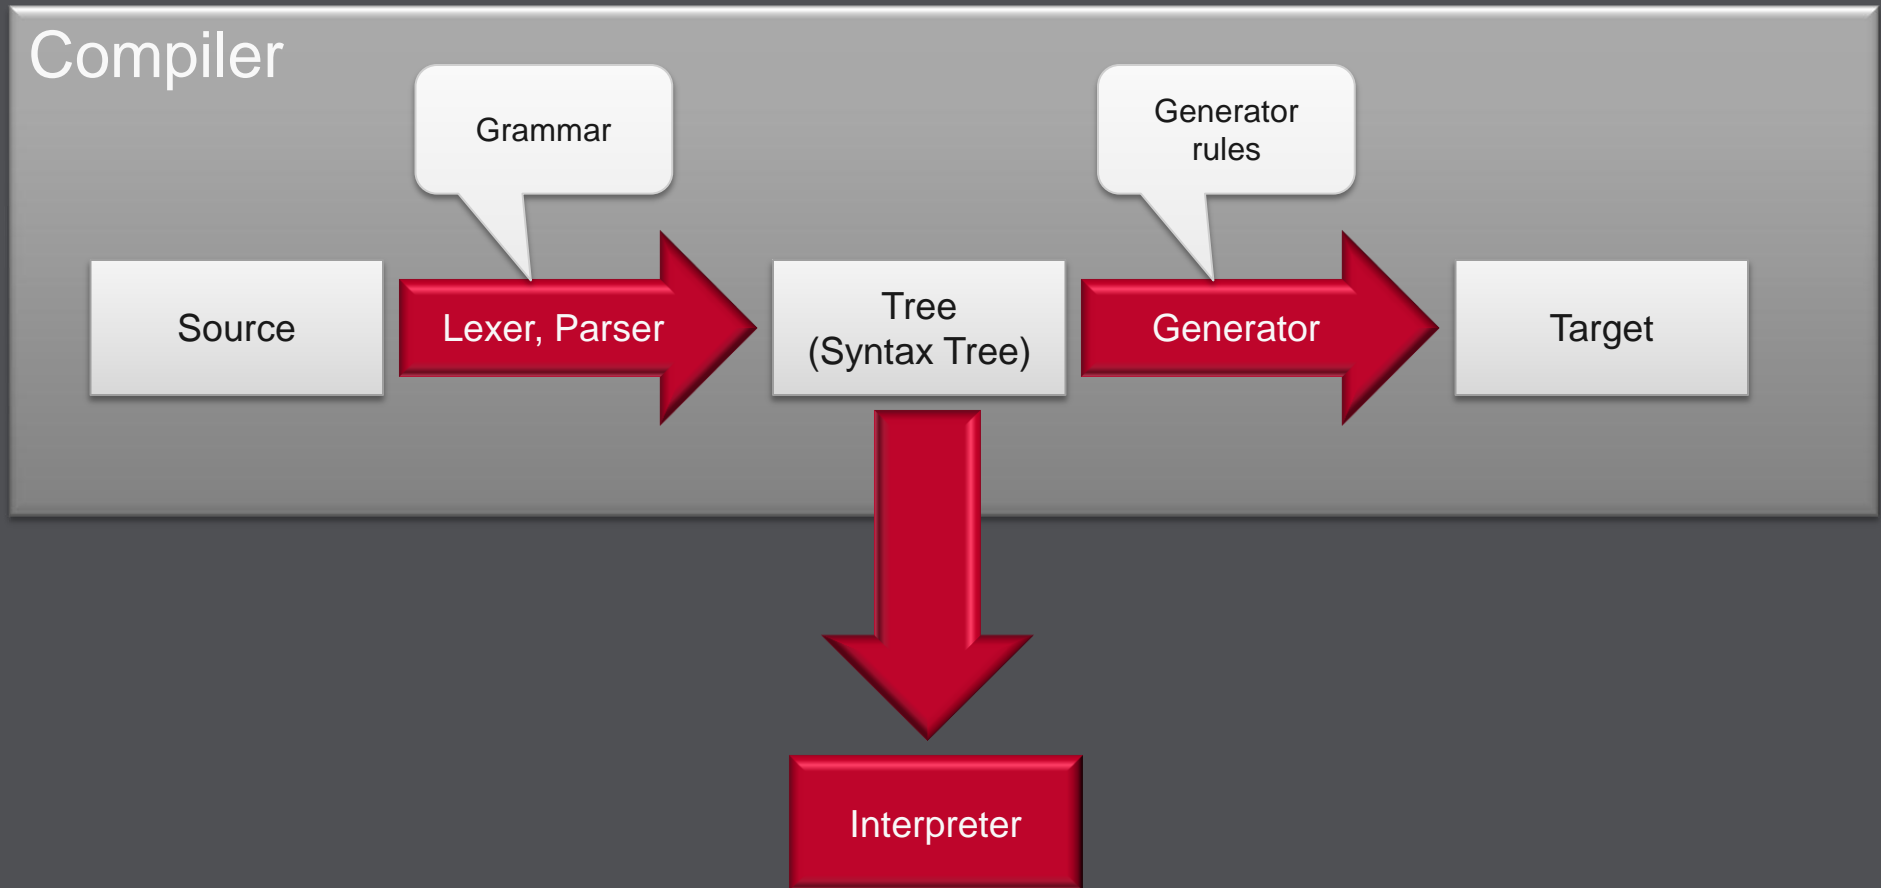 Compiler
Grammar
Generator
rules
Source
Lexer, Parser
Tree
(Syntax Tree)
Generator
Target
Interpreter